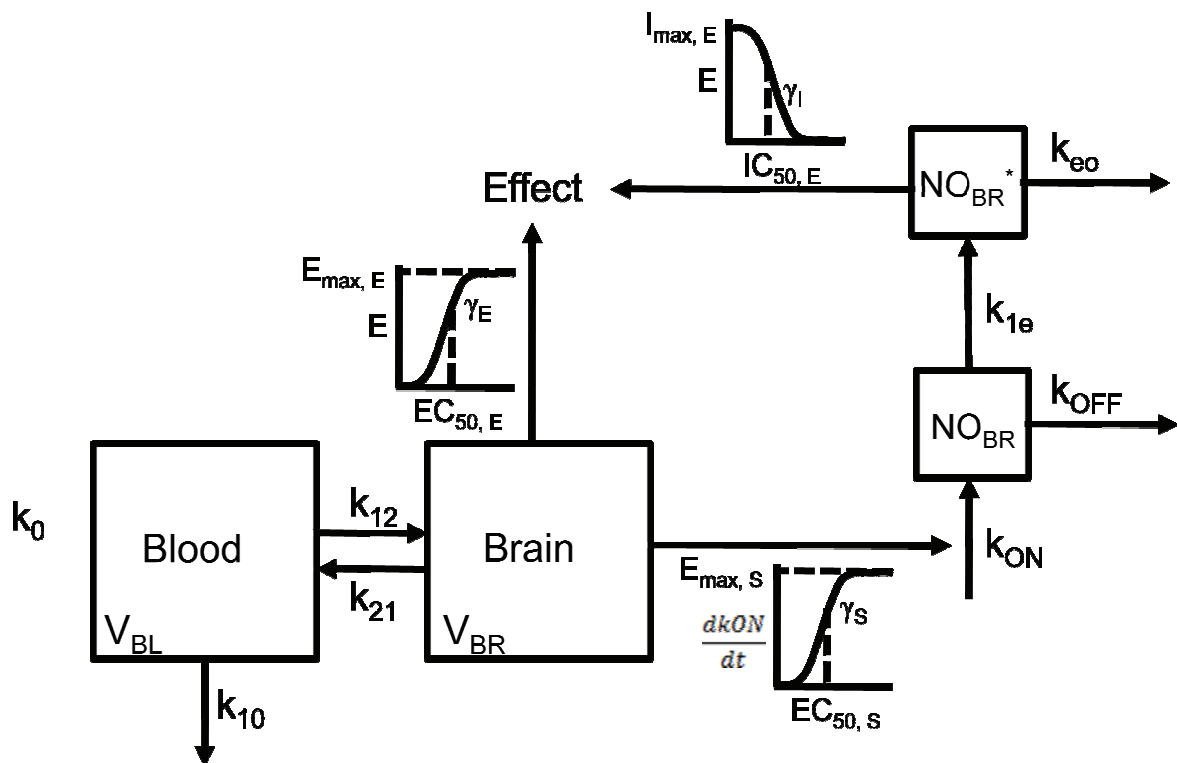 I max, E
E
γI
IC50, E
NOBR*
keo
Effect
Emax, E
E
γE
EC50, E
k1e
NOBR
kOFF
k0
Blood
VBL
k12
k21
Brain
VBR
kON
Emax, S
γS
dkON
dt
EC50, S
k10